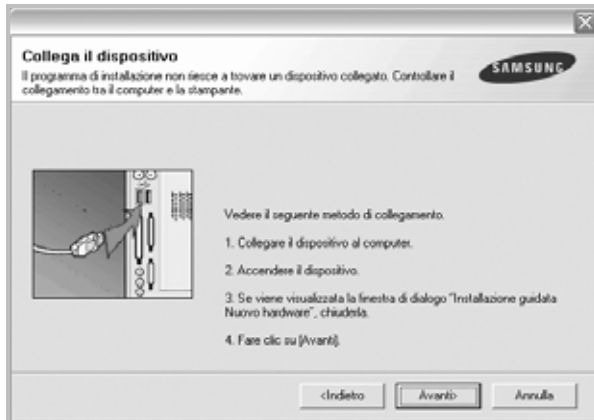 Collega il dispositivo
Il programma di installazione non riesce a trovare un dispositivo collegato. Controllare il
collegamento tra il computer e la stampante.
SAMSUNG
Vedere il seguente metodo di collegamento.
1. Collegare il dispositivo al computer.
2. Accendere il dispositivo.
3. Se viene visualizzata la finestra di dialogo "Installazione guidata
Nuovo hardware", chiuderla.
4. Fare clic su [Avanti].
<Indietro
Avanti>
Annulla